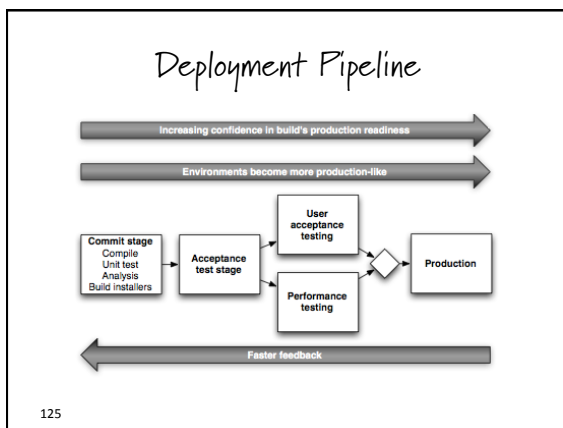 Deployment Pipeline
Increasing confidence in build's production readiness
Environments become more production-like
Commit stage
Compile
Unit test
Analysis
Build installers
Acceptance
test stage
User
acceptance
testing
Performance
testing
Production
Faster feedback
125